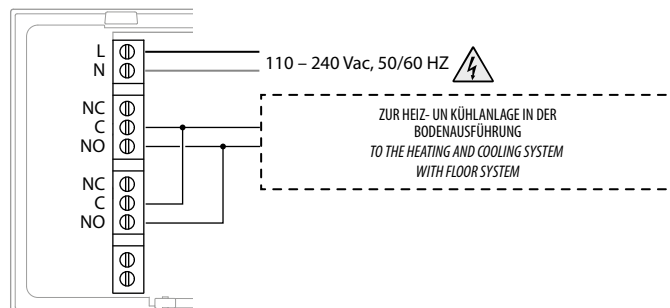 L
N
110 – 240 Vac, 50/60 HZ
NC
C
NO
ZUR HEIZ- UN KÜHLANLAGE IN DER
BODENAUSFÜHRUNG
TO THE HEATING AND COOLING SYSTEM
WITH FLOOR SYSTEM
NC
C
NO